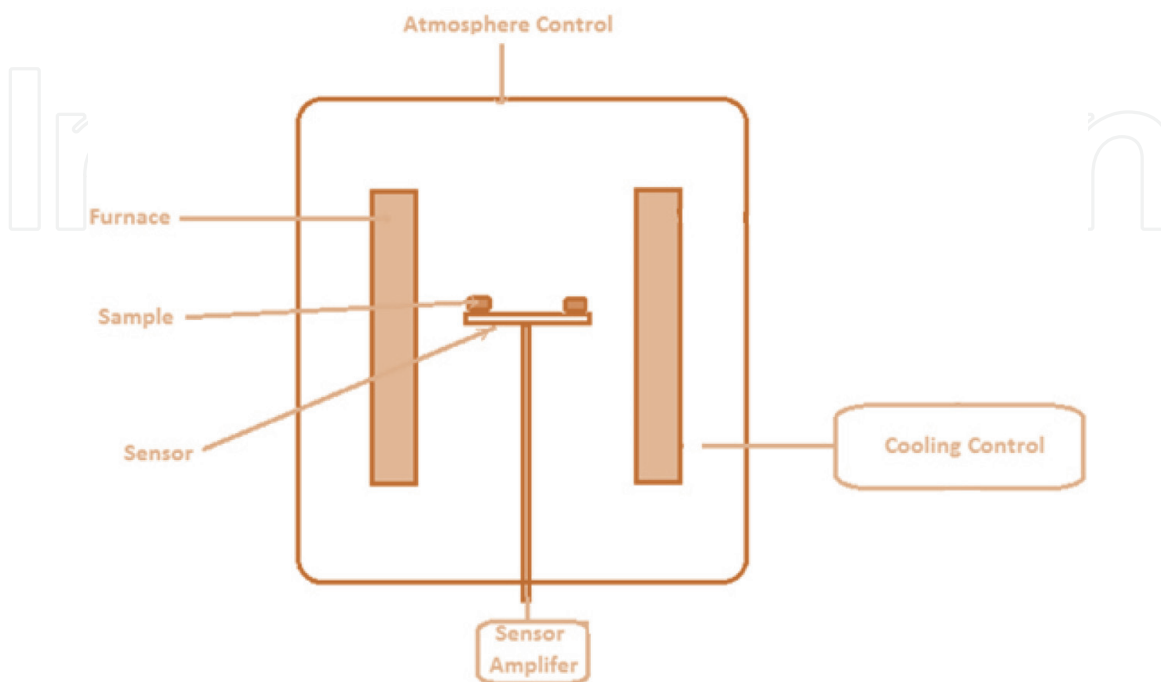 Atmosphere Control
Furnace
Sample
Sensor
Cooling Control
Sensor
Amplifer